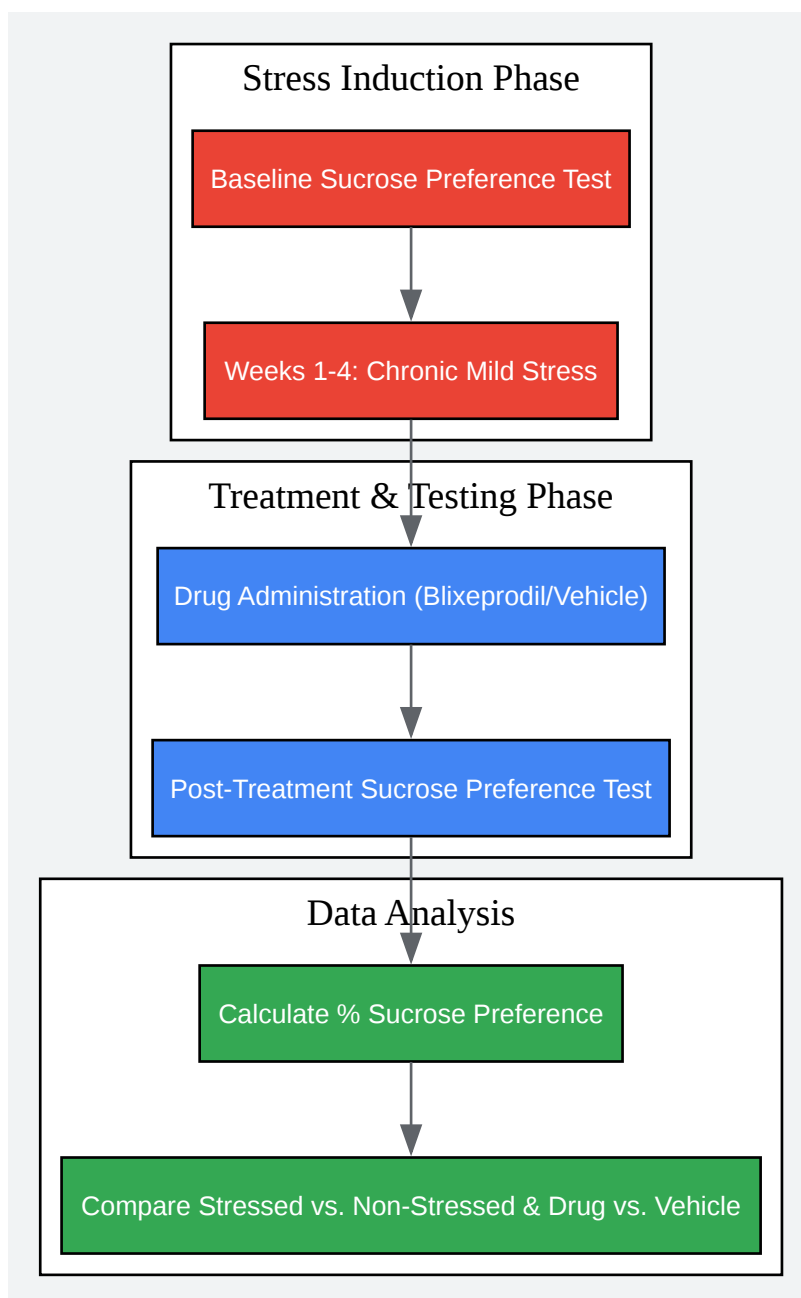 Stress Induction Phase
Baseline Sucrose Preference Test
Weeks 1-4: Chronic Mild Stress
Treatment & Testing Phase
Drug Administration (Blixeprodil/Vehicle)
Post-Treatment Sucrose Preference Test
Data Analysis
Calculate % Sucrose Preference
Compare Stressed vs. Non-Stressed & Drug vs. Vehicle